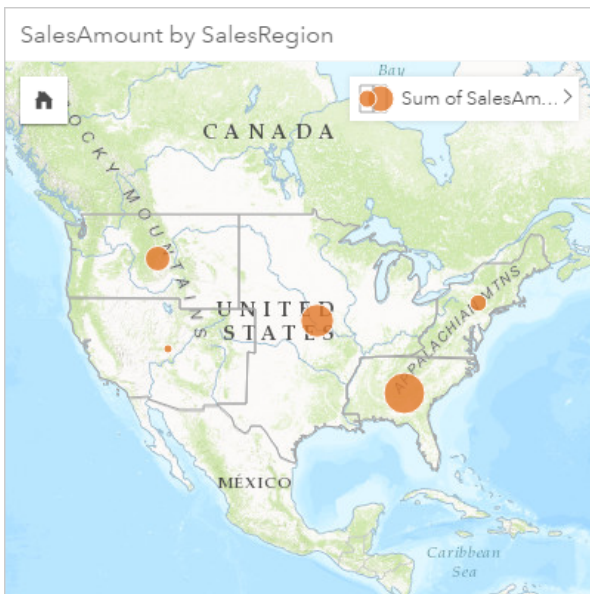 SalesAmount by SalesRegion
Bay
Sum of SalesAm...
CANADA
ROCKY MOUNTAINS
UNITED
STATES
APPALACHIAN MTNS
MÉXICO
Caribbean
Sea